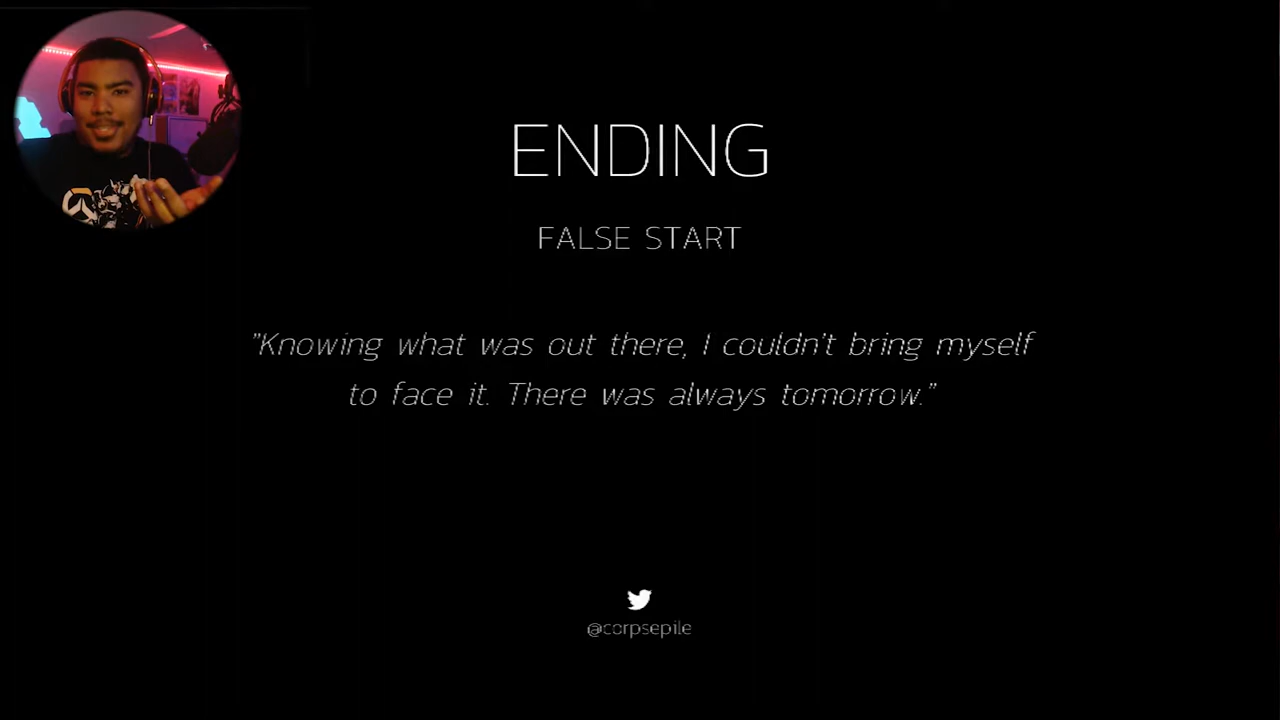 ENDING
FALSE START
"Knowing what was out there, I couldn't bring myself
to face it. There was always tomorrow."
@corpsepile